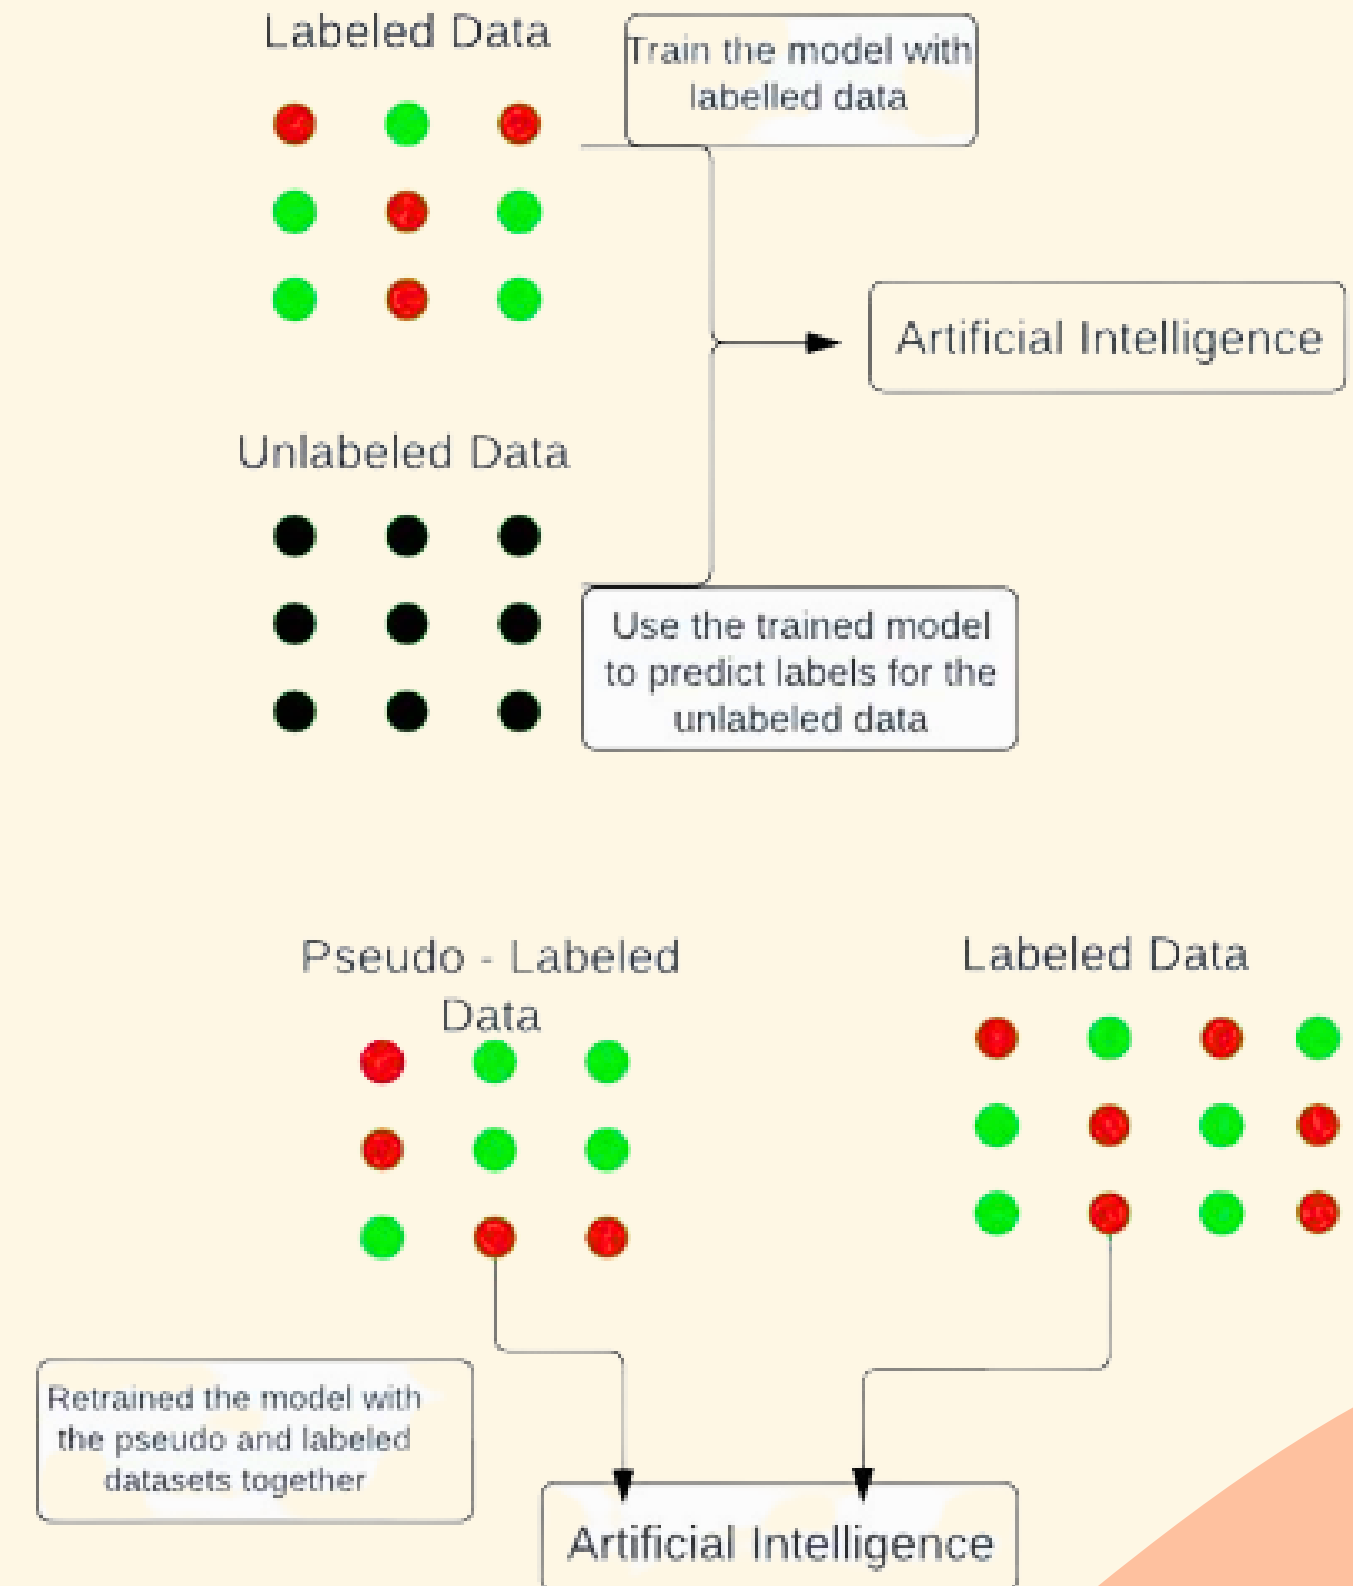 Labeled Data
Train the model with
labelled data
Artificial Intelligence
Unlabeled Data
Use the trained model
to predict labels for the
unlabeled data
Pseudo - Labeled
Data
Labeled Data
Retrained the model with
the pseudo and labeled
datasets together
Artificial Intelligence